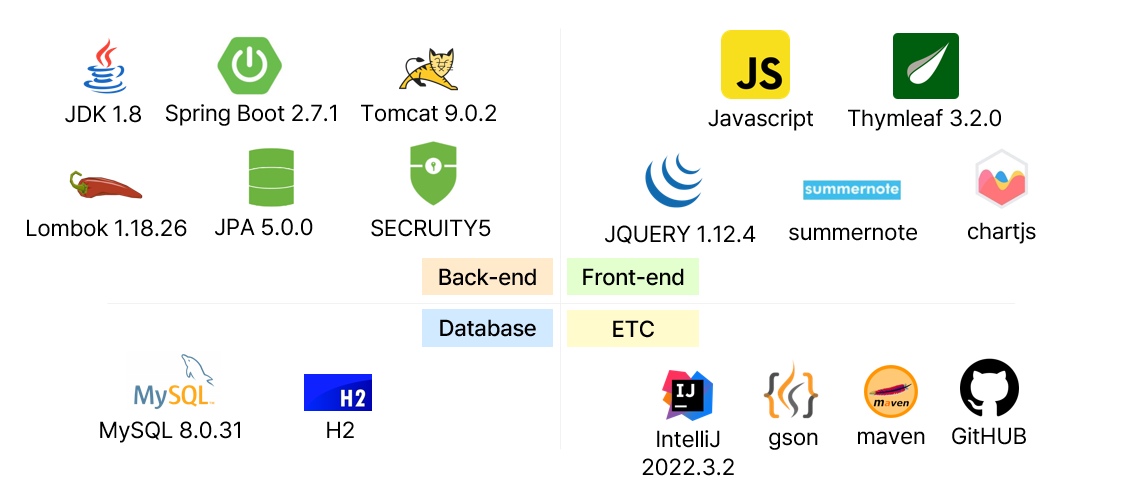 JDK 1.8
Spring Boot 2.7.1
Tomcat 9.0.2
Lombok 1.18.26
JPA 5.0.0
SECRUITY5
Back-end
JS
Javascript
Thymleaf 3.2.0
JQUERY 1.12.4
summernote
summernote
chartjs
Front-end
Database
MySQL
MySQL 8.0.31
H2
H2
ETC
IJ
IntelliJ
2022.3.2
{ }
gson
maven
maven
GitHUB